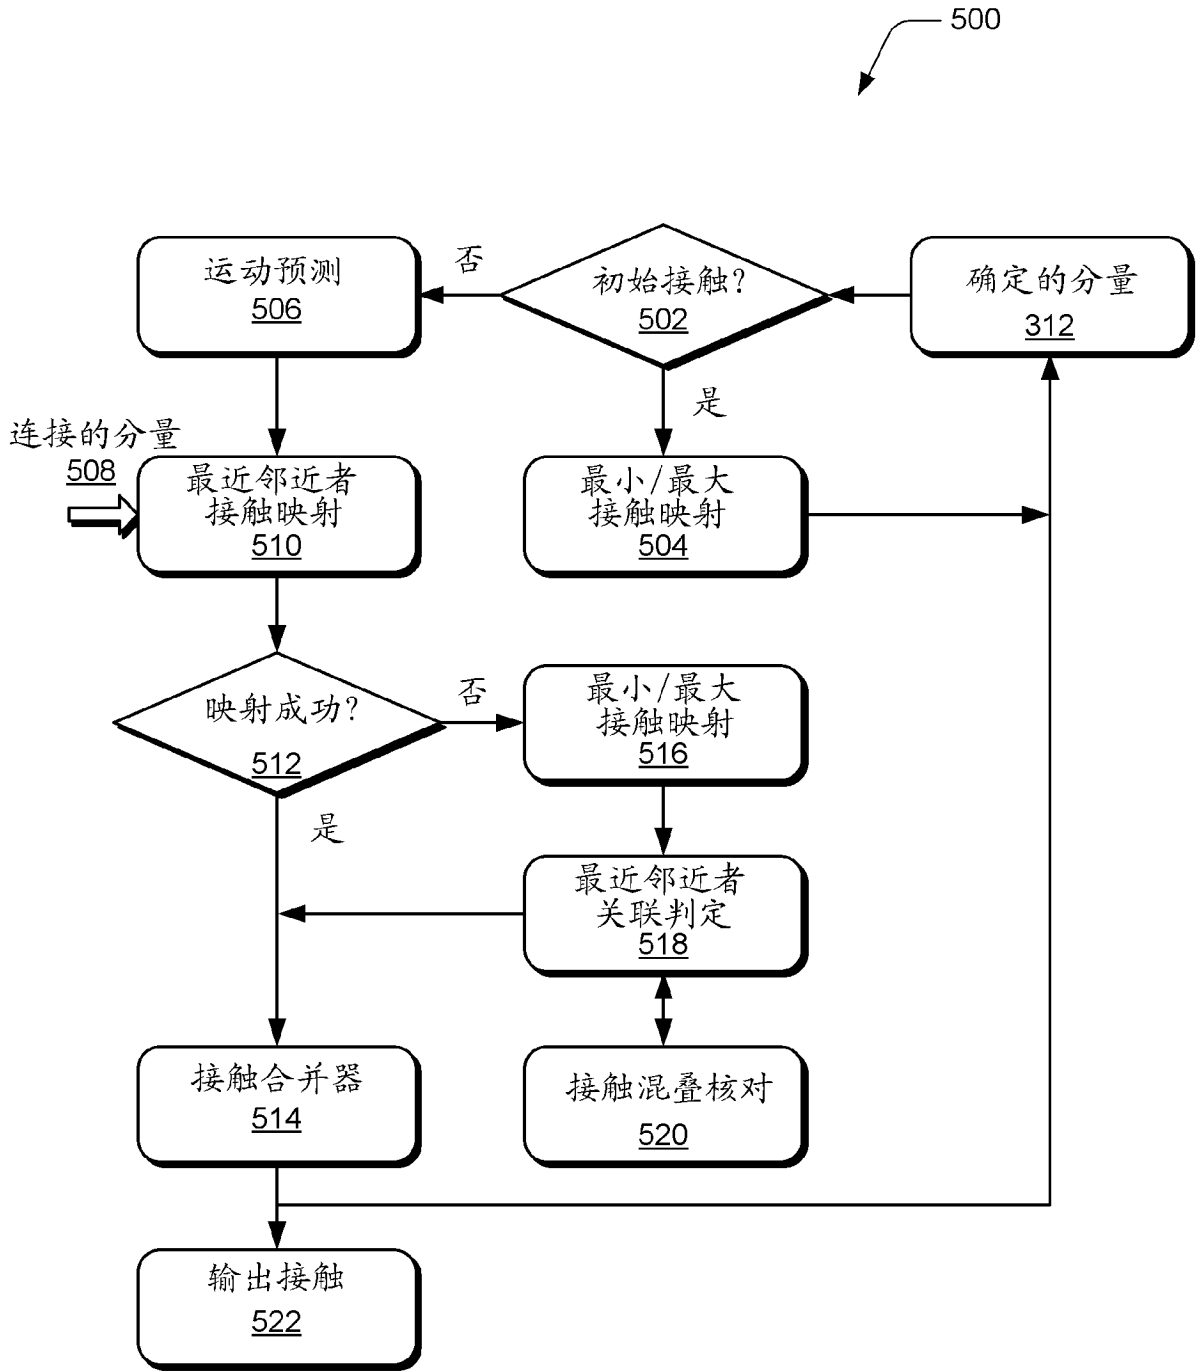 500
运动预测
506
否
初始接触?
502
确定的分量
312
是
连接的分量
508
最近邻近者
接触映射
510
最小/最大
接触映射
504
映射成功?
512
否
最小/最大
接触映射
516
是
最近邻近者
关联判定
518
接触合并器
514
接触混叠核对
520
输出接触
522